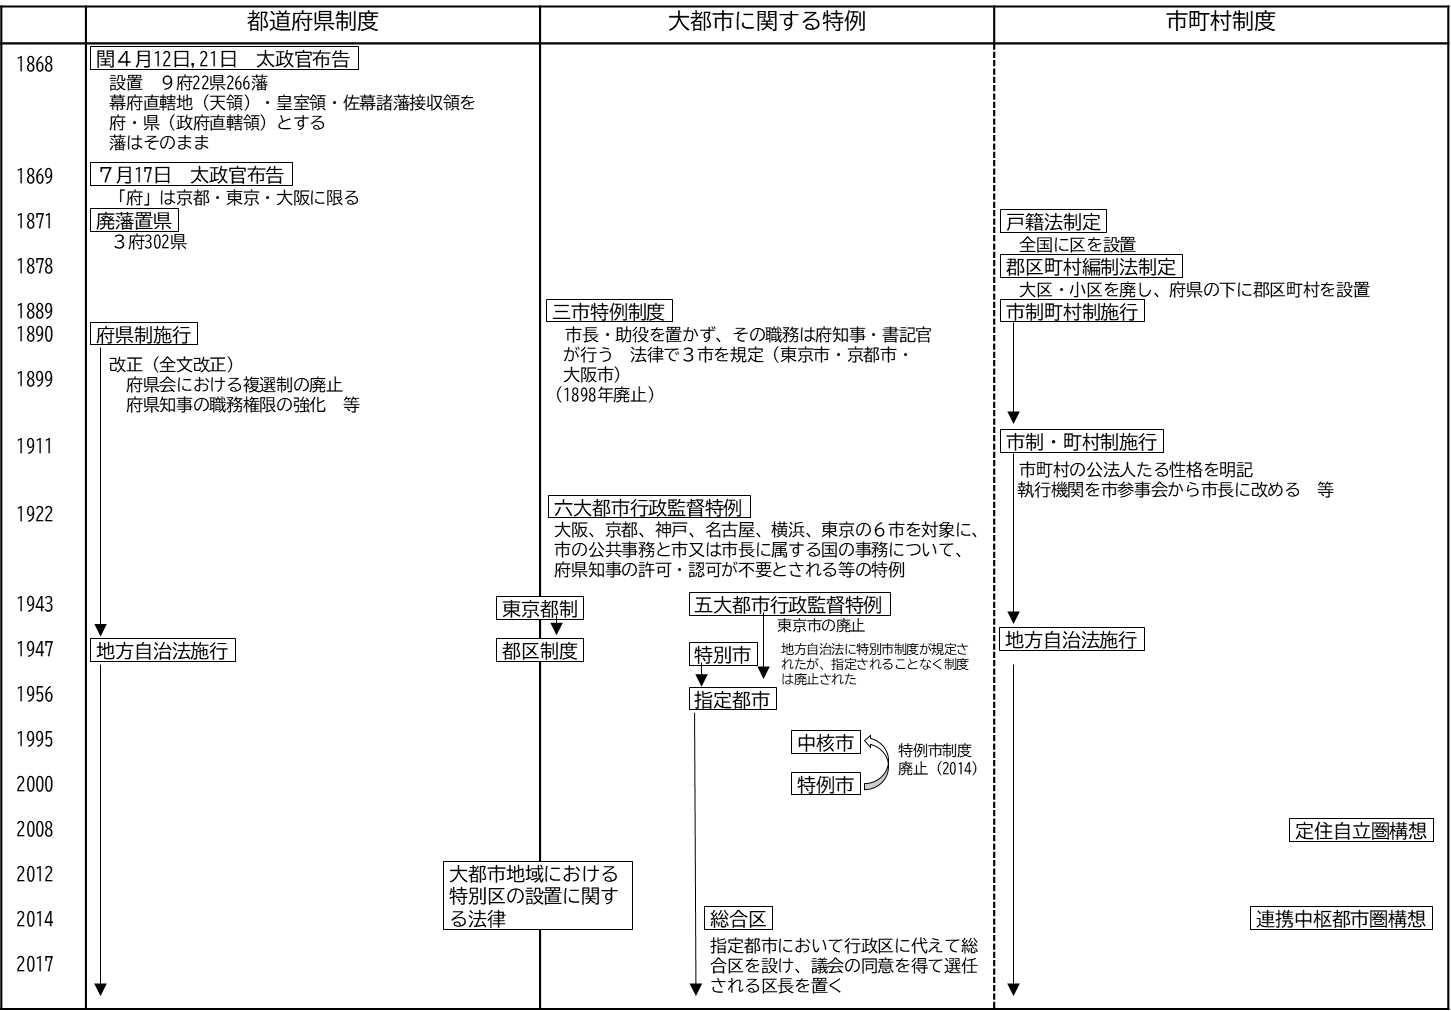 都道府県制度
大都市に関する特例
市町村制度
1868
閏４月12日,21日　太政官布告
設置　９府22県266藩
幕府直轄地（天領）・皇室領・佐幕諸藩接収領を
府・県（政府直轄領）とする
藩はそのまま
1869
７月17日　太政官布告
「府」は京都・東京・大阪に限る
1871
廃藩置県
３府302県
戸籍法制定
全国に区を設置
1878
郡区町村編制法制定
大区・小区を廃し、府県の下に郡区町村を設置
1889
三市特例制度
市長・助役を置かず、その職務は府知事・書記官
が行う　法律で３市を規定（東京市・京都市・
大阪市）
（1898年廃止）
市制町村制施行
1890
府県制施行
1899
改正（全文改正）
府県会における複選制の廃止
府県知事の職務権限の強化　等
1911
市制・町村制施行
市町村の公法人たる性格を明記
執行機関を市参事会から市長に改める　等
1922
六大都市行政監督特例
大阪、京都、神戸、名古屋、横浜、東京の６市を対象に、
市の公共事務と市又は市長に属する国の事務について、
府県知事の許可・認可が不要とされる等の特例
1943
東京都制
五大都市行政監督特例
東京市の廃止
1947
地方自治法施行
都区制度
特別市
地方自治法に特別市制度が規定さ
れたが、指定されることなく制度
は廃止された
地方自治法施行
1956
指定都市
1995
中核市
特例市制度
廃止（2014）
2000
特例市
2008
定住自立圏構想
2012
大都市地域における
特別区の設置に関す
る法律
2014
総合区
指定都市において行政区に代えて総
合区を設け、議会の同意を得て選任
される区長を置く
連携中枢都市圏構想
2017